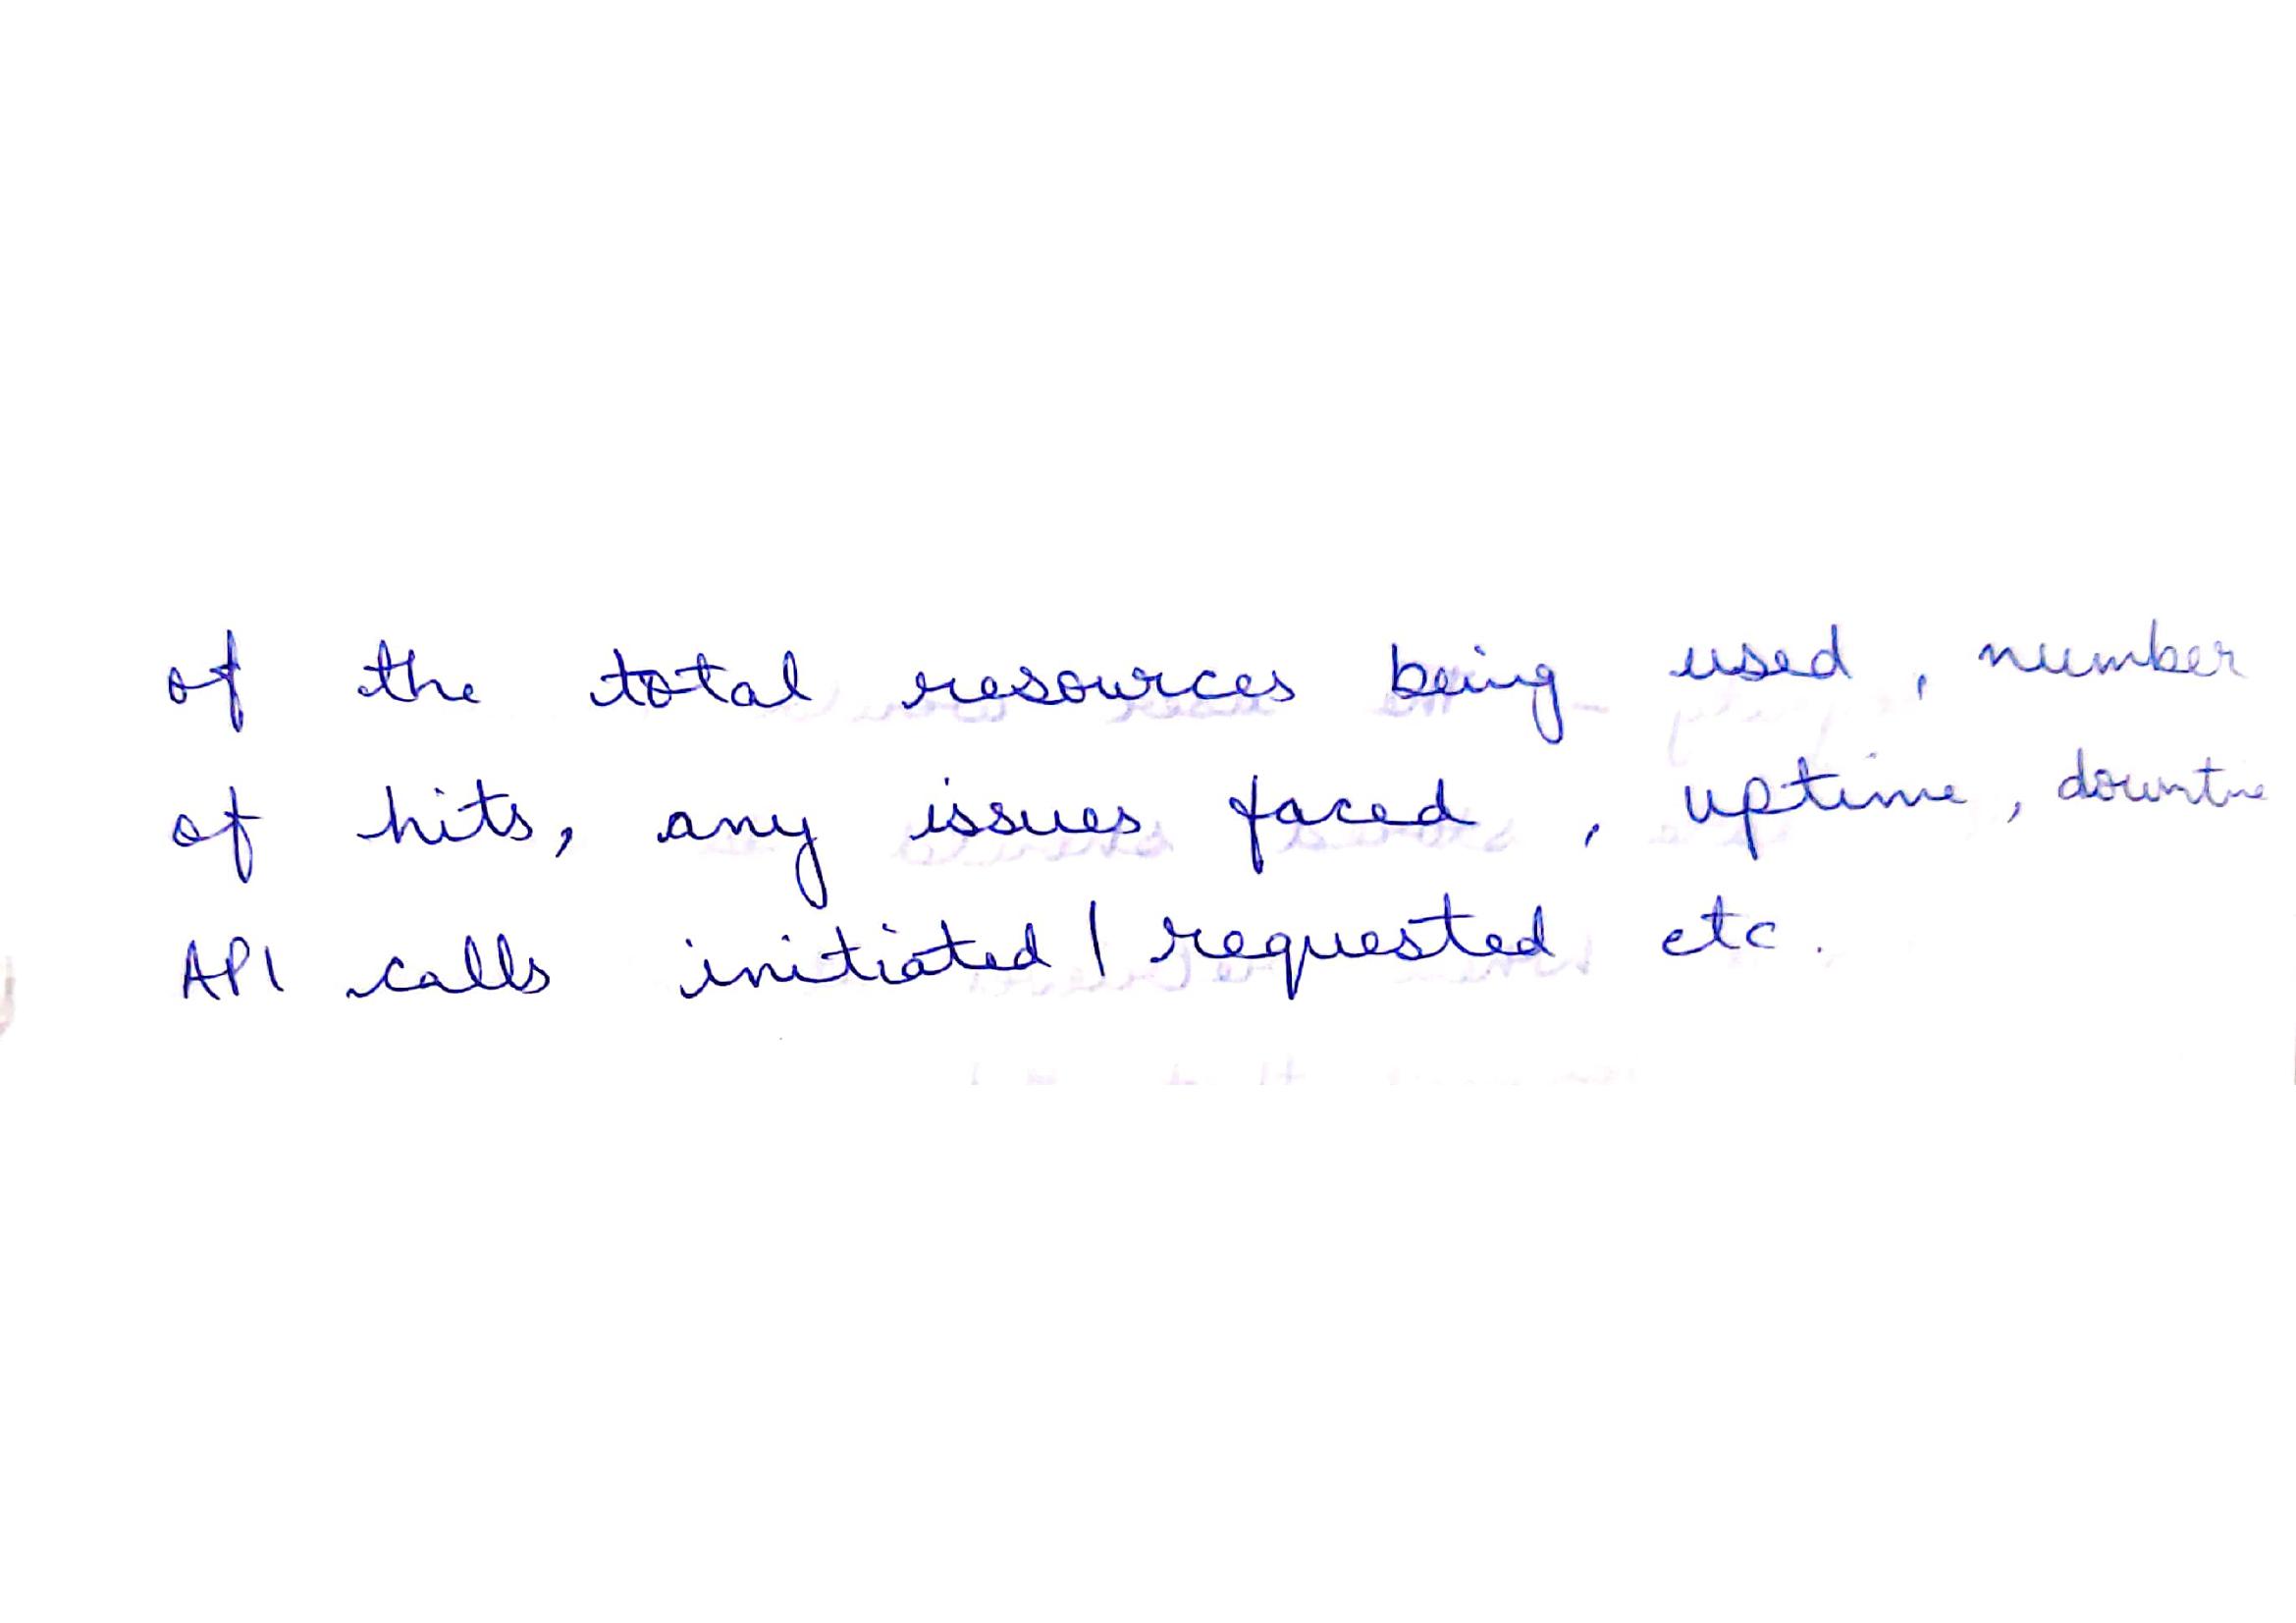 of the total resources being used, number
of hits, any issues faced, uptime, downtime
API calls initiated / requested etc.